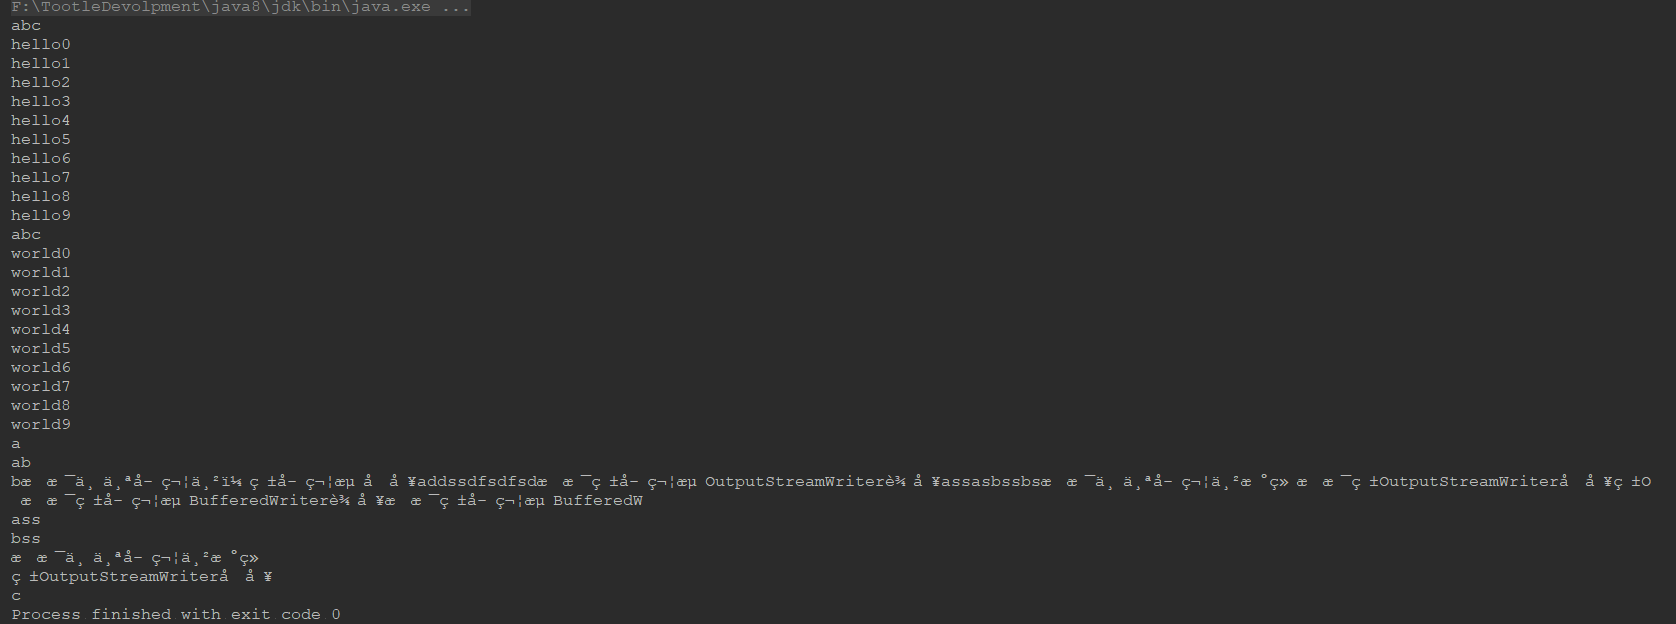 F:\TootleDevolpment\java8\jdk\bin\java.exe ...
abc
hello0
hello1
hello2
hello3
hello4
hello5
hello6
hello7
hello8
hello9
abc
world0
world1
world2
world3
world4
world5
world6
world7
world8
world9
a
ab
bæ  æ ¯ä¸ ä¸ªå­ ç¬¦ä¸²ï¼ ç ±å­ ç¬¦æµ å  å ¥addssdfsdfsdæ  æ ¯ç ±å­ ç¬¦æµ OutputStreamWriterè¾ å ¥assasbssbsæ  æ ¯ä¸ ä¸ªå­ ç¬¦ä¸²æ °ç» æ  æ ¯ç ±OutputStreamWriterå  å ¥ç ±O
æ  æ ¯ç ±å­ ç¬¦æµ BufferedWriterè¾ å ¥æ  æ ¯ç ±å­ ç¬¦æµ BufferedW
ass
bss
æ  æ ¯ä¸ ä¸ªå­ ç¬¦ä¸²æ °ç»
ç ±OutputStreamWriterå  å ¥
c
Process finished with exit code 0